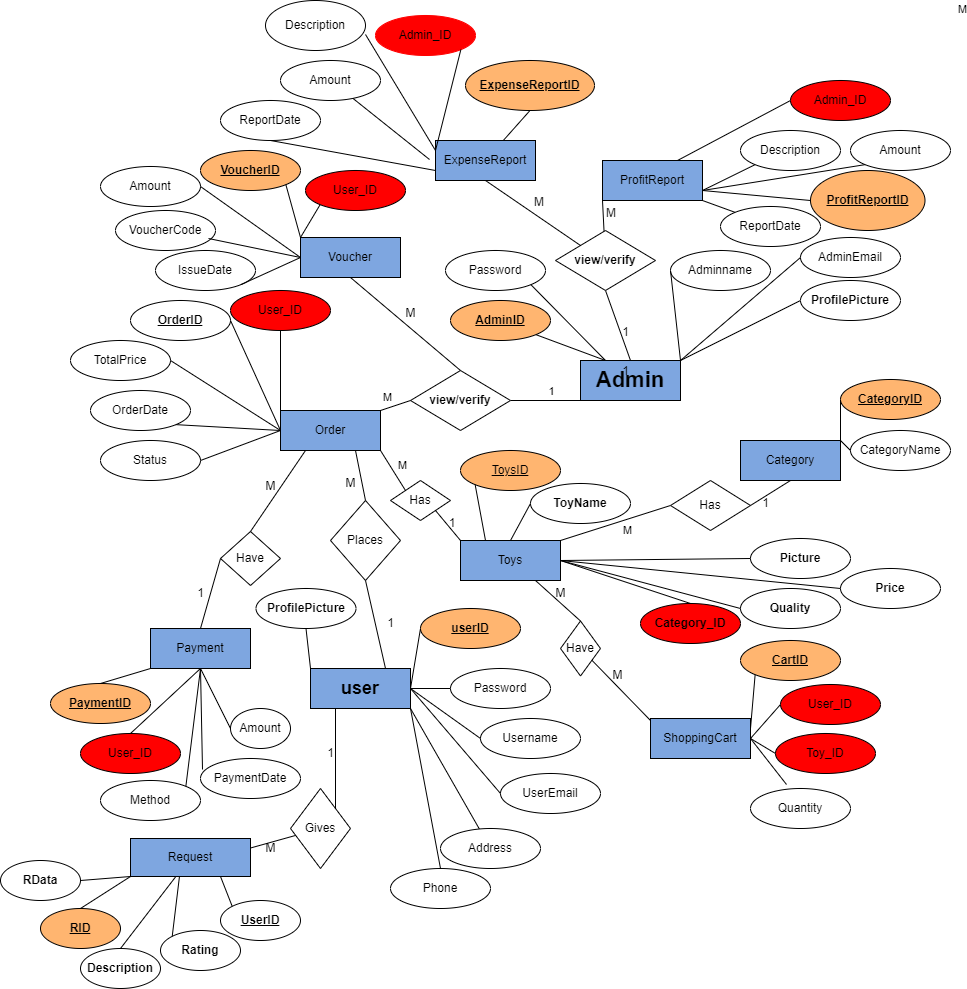 M
Description
Admin_ID
Amount
ExpenseReportID
ReportDate
ExpenseReport
Admin_ID
Description
Amount
ProfitReport
ProfitReportID
ReportDate
M
M
view/verify
VoucherID
User_ID
Amount
VoucherCode
IssueDate
Voucher
Password
Adminname
AdminEmail
ProfilePicture
AdminID
1
Admin
1
M
OrderID
User_ID
TotalPrice
OrderDate
Status
Order
M
view/verify
1
CategoryID
CategoryName
Category
M
M
M
Has
1
ToysID
ToyName
M
Has
1
Toys
Picture
Price
Quality
Category_ID
Have
Places
1
1
M
Have
M
Payment
PaymentID
User_ID
Method
PaymentDate
Amount
ProfilePicture
userID
user
Password
Username
UserEmail
Address
Phone
CartID
User_ID
Toy_ID
ShoppingCart
Quantity
1
Gives
M
Request
RData
RID
Description
Rating
UserID